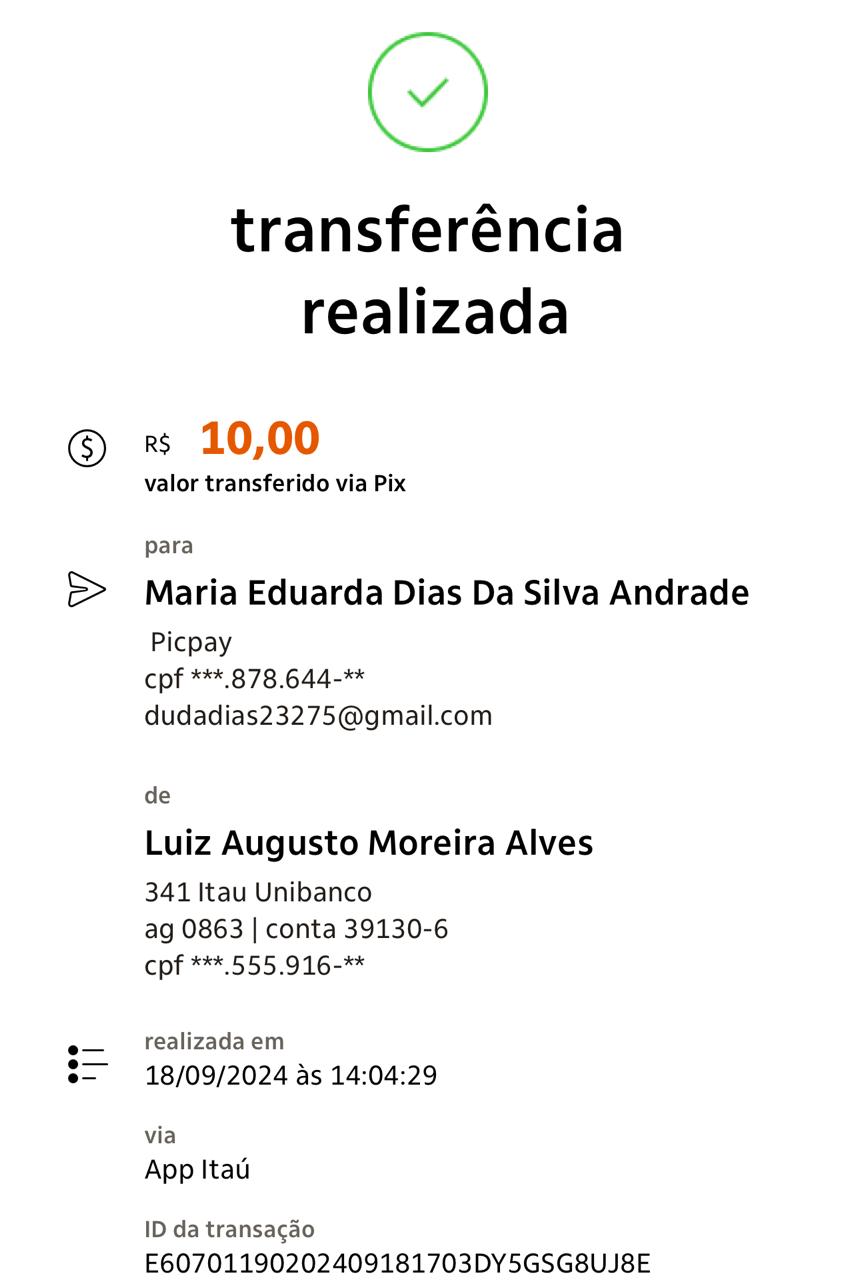 transferência
realizada
R$ 10,00
valor transferido via Pix
para
Maria Eduarda Dias Da Silva Andrade
Picpay
cpf ***.878.644-**
dudadias23275@gmail.com
de
Luiz Augusto Moreira Alves
341 Itau Unibanco
ag 0863 | conta 39130-6
cpf ***.555.916-**
realizada em
18/09/2024 às 14:04:29
via
App Itaú
ID da transação
E60701190202409181703DY5GSG8UJ8E